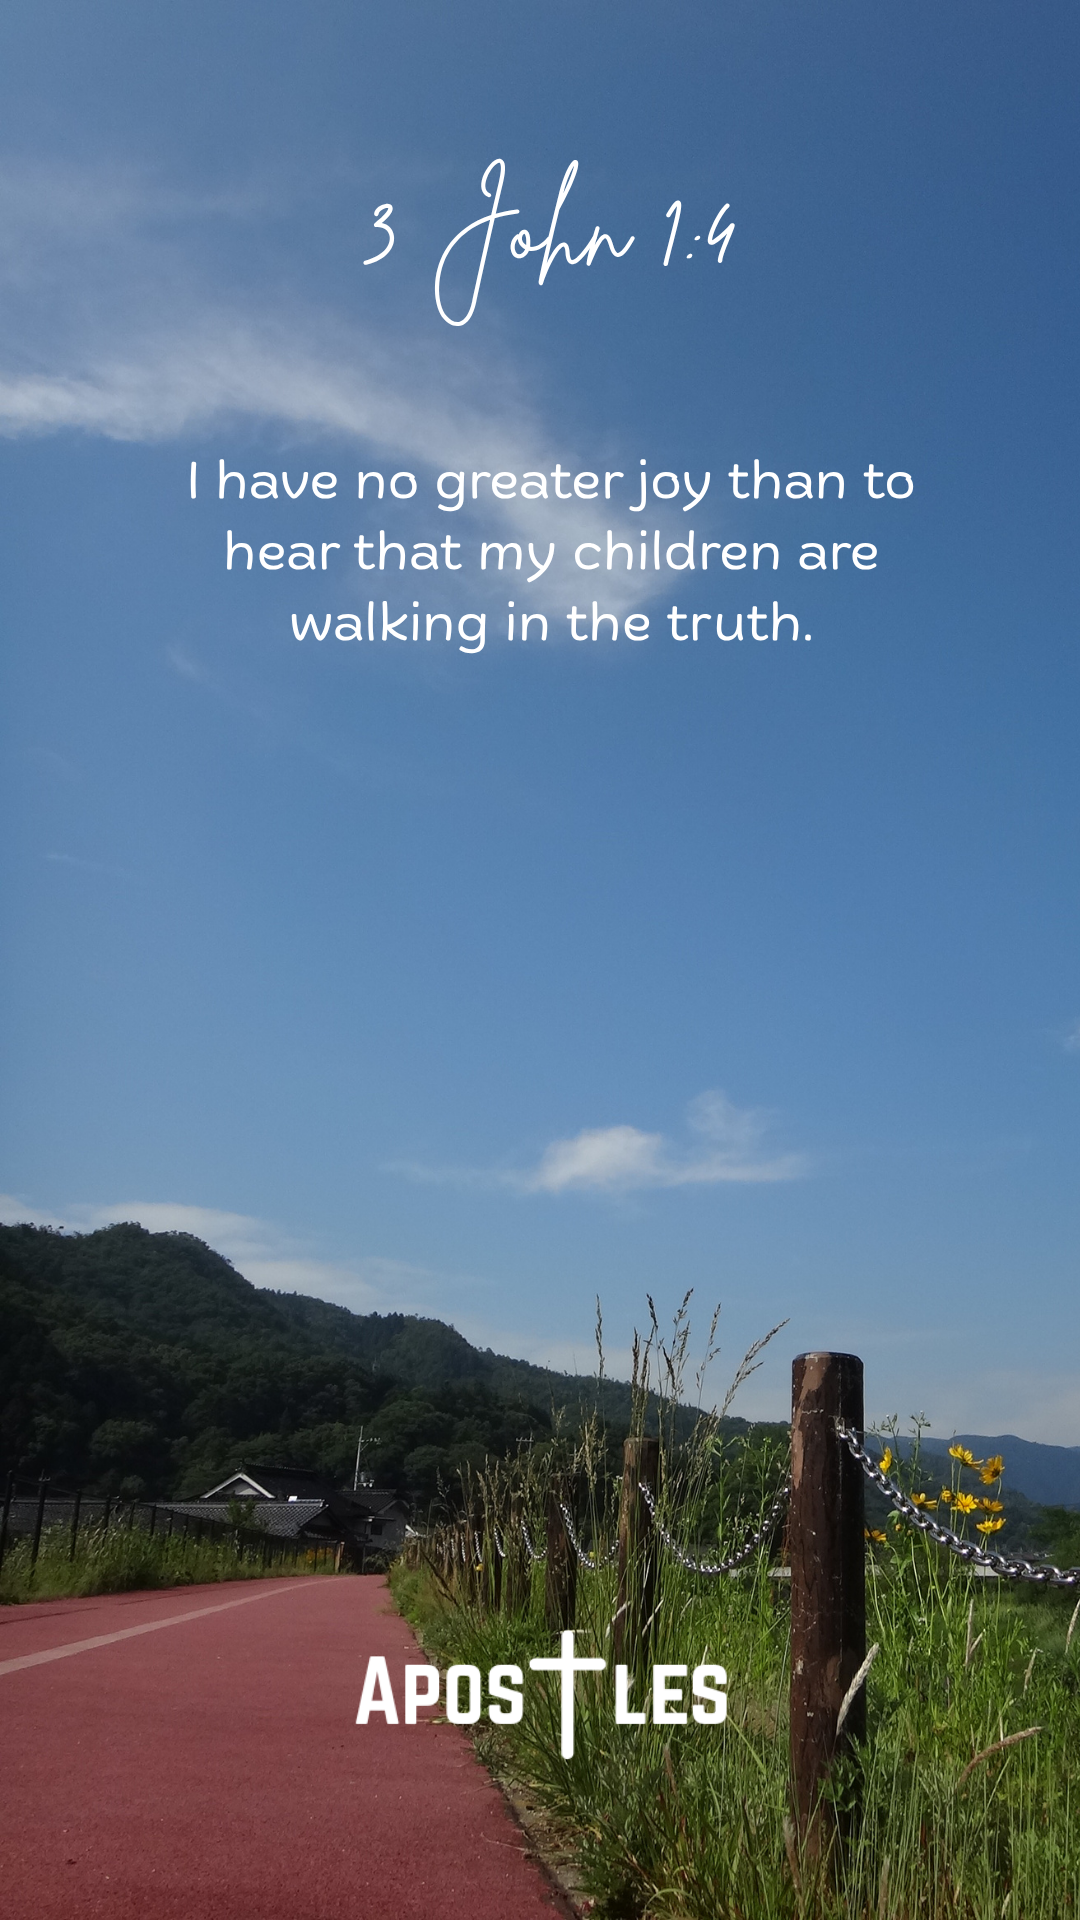 3 John 1:4
I have no greater joy than to
hear that my children are
walking in the truth.
APOSTLES